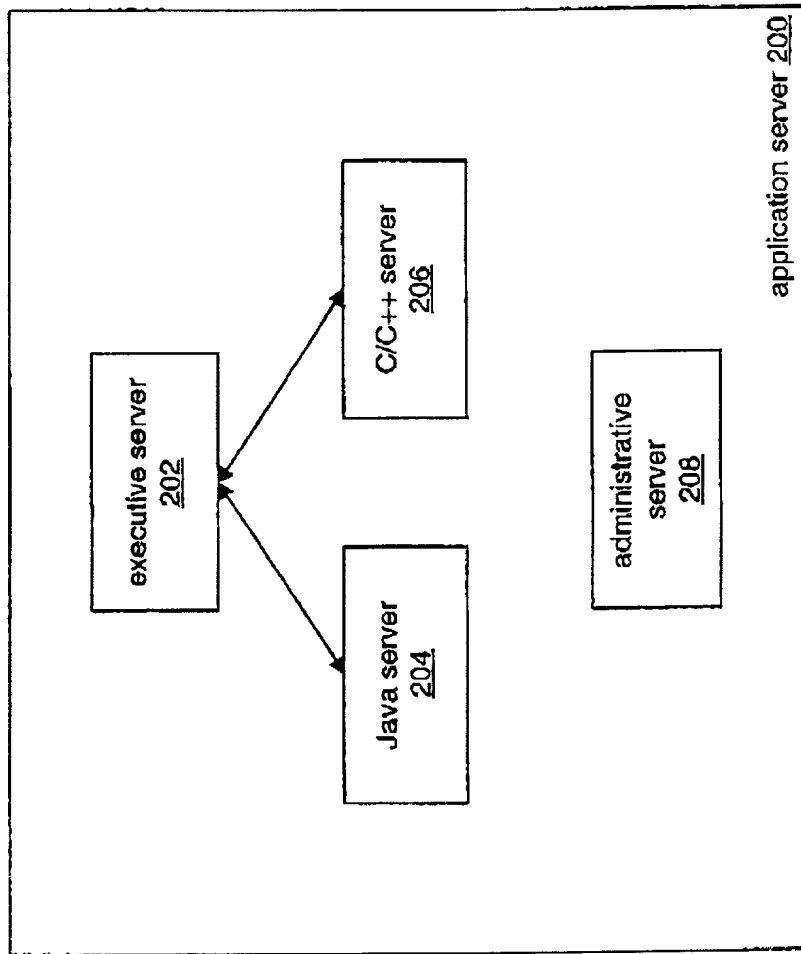 executive server
202
Java server
204
C/C++ server
206
administrative
server
208
application server 200